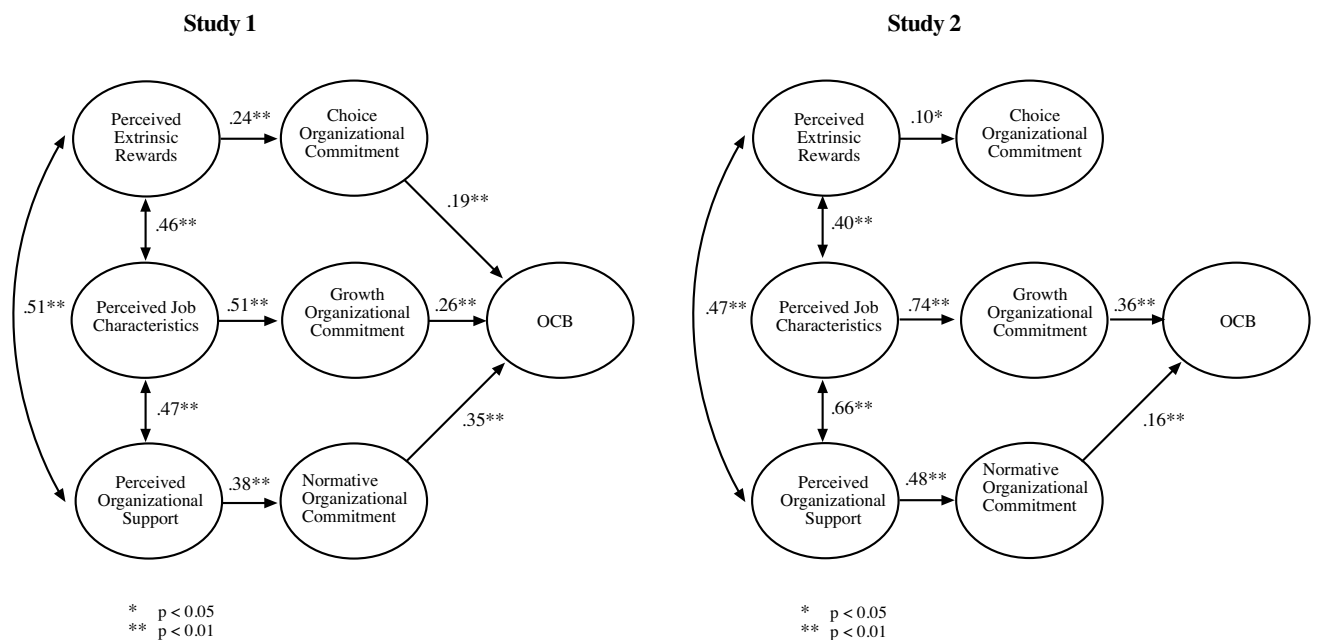 Study 1
Perceived
Extrinsic
Rewards
.24**
Choice
Organizational
Commitment
.19**
.46**
.51**
Perceived Job
Characteristics
.51**
Growth
Organizational
Commitment
.26**
OCB
.47**
.35**
Perceived
Organizational
Support
.38**
Normative
Organizational
Commitment
* p < 0.05
** p < 0.01
Study 2
Perceived
Extrinsic
Rewards
.10*
Choice
Organizational
Commitment
.40**
.47**
Perceived Job
Characteristics
.74**
Growth
Organizational
Commitment
.36**
OCB
.66**
.16**
Perceived
Organizational
Support
.48**
Normative
Organizational
Commitment
* p < 0.05
** p < 0.01